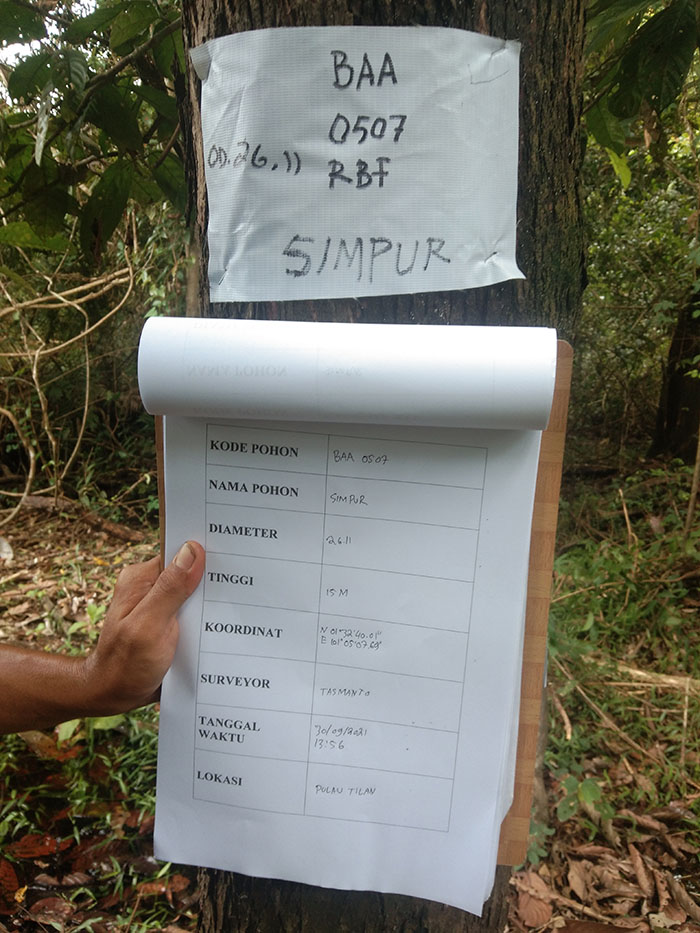 BAA
0507
OD.26.11
RBF
SIMPUR
KODE POHON BAA 0507
NAMA POHON SIMPUR
DIAMETER 26.11
TINGGI 15 M
KOORDINAT N 01°32'40.01"
E 101°05'07.69"
SURVEYOR TASMANTO
TANGGAL 30/09/2021
WAKTU 13:56
LOKASI PULAU TILAN